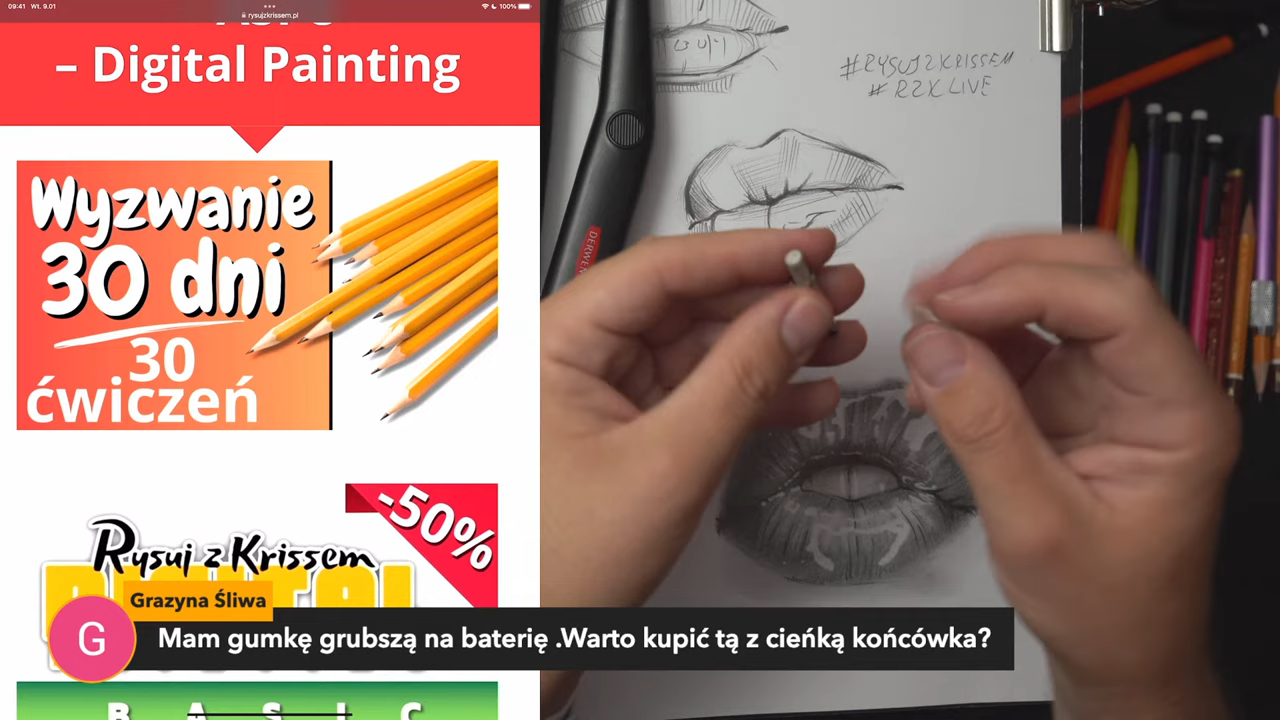 09:41 Wt. 9.01
100%
rysujzkrissem.pl
– Digital Painting
Wyzwanie
30 dni
30
ćwiczeń
-50%
Rysuj z Krissem
Grazyna Śliwa
G
Mam gumkę grubszą na baterię .Warto kupić tą z cieńką końcówka?
B A S I C
#RYSUJZKRISSEM
#RZK LIVE
DERWEN